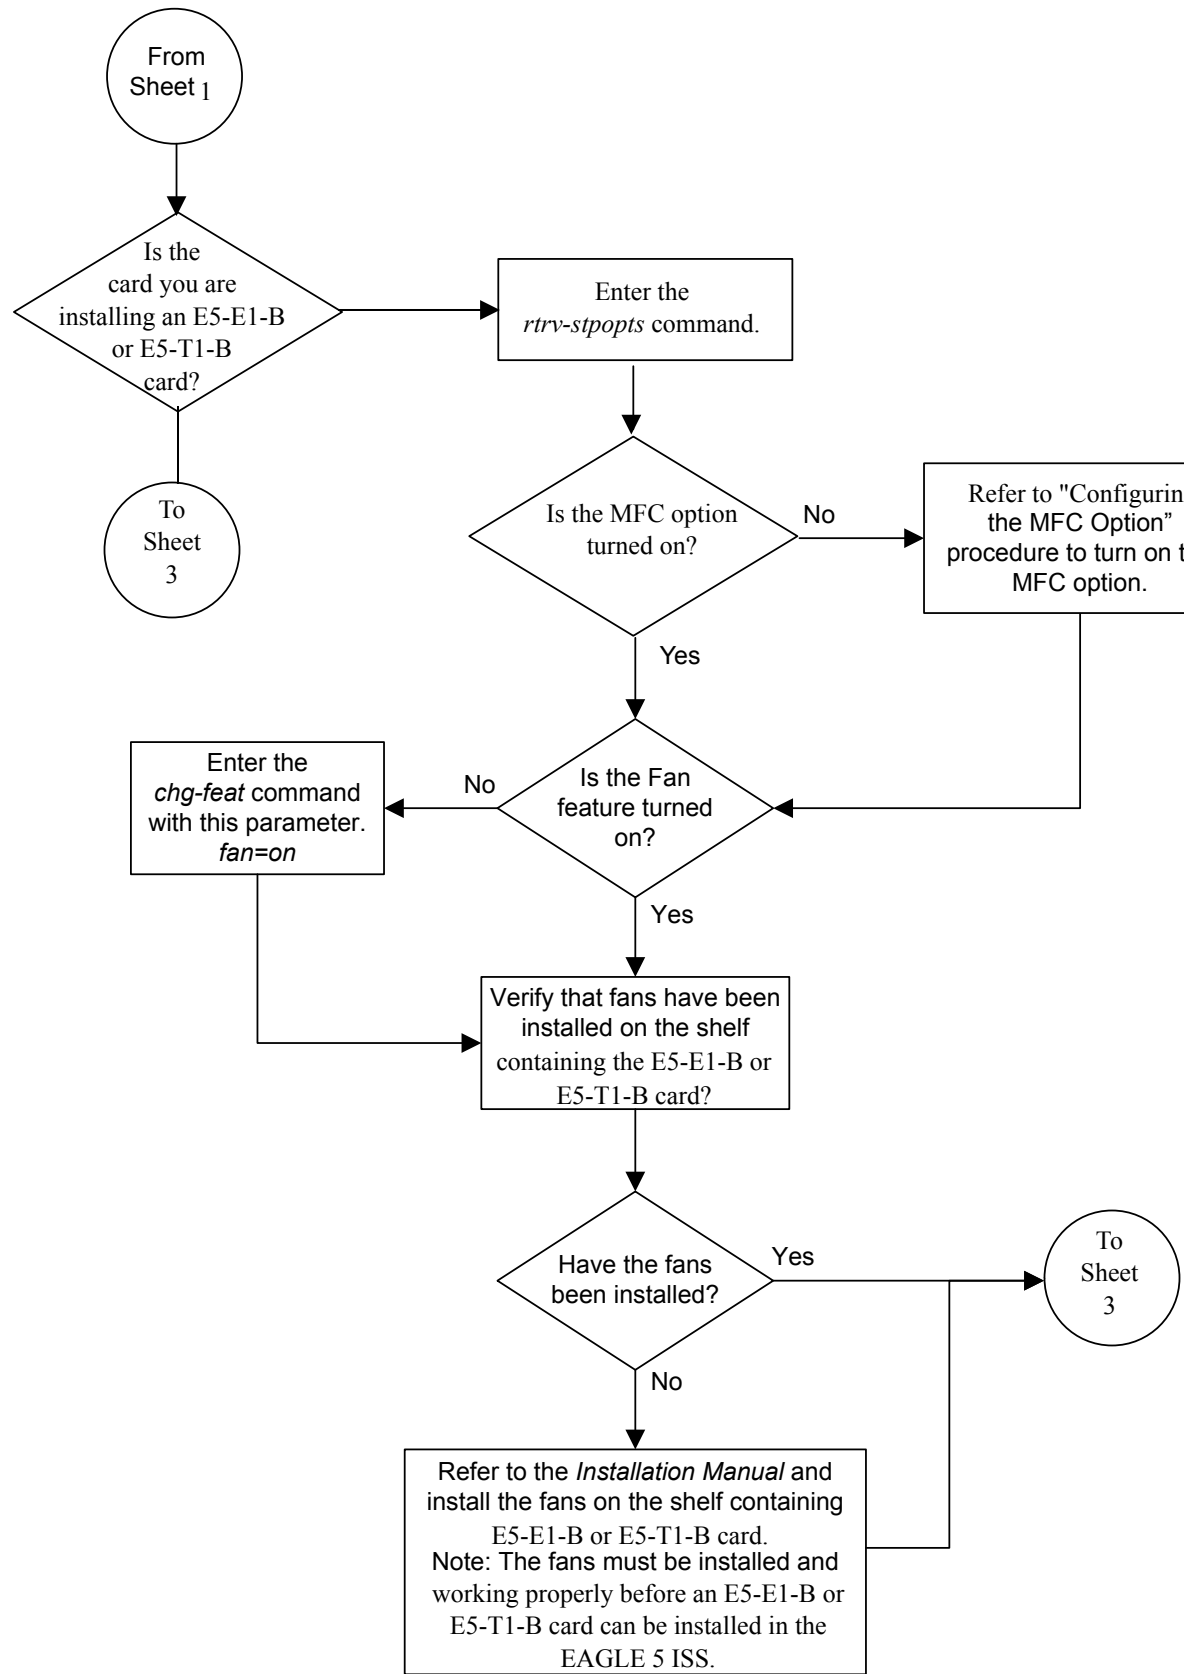 From
Sheet 1
Is the
card you are
installing an E5-E1-B
or E5-T1-B
card?
Enter the
rtrv-stpopts command.
To
Sheet
3
Is the MFC option
turned on?
No
Refer to "Configurin
the MFC Option”
procedure to turn on t
MFC option.
Yes
Enter the
chg-feat command
with this parameter.
fan=on
No
Is the Fan
feature turned
on?
Yes
Verify that fans have been
installed on the shelf
containing the E5-E1-B or
E5-T1-B card?
Have the fans
been installed?
Yes
To
Sheet
3
No
Refer to the Installation Manual and
install the fans on the shelf containing
E5-E1-B or E5-T1-B card.
Note: The fans must be installed and
working properly before an E5-E1-B or
E5-T1-B card can be installed in the
EAGLE 5 ISS.